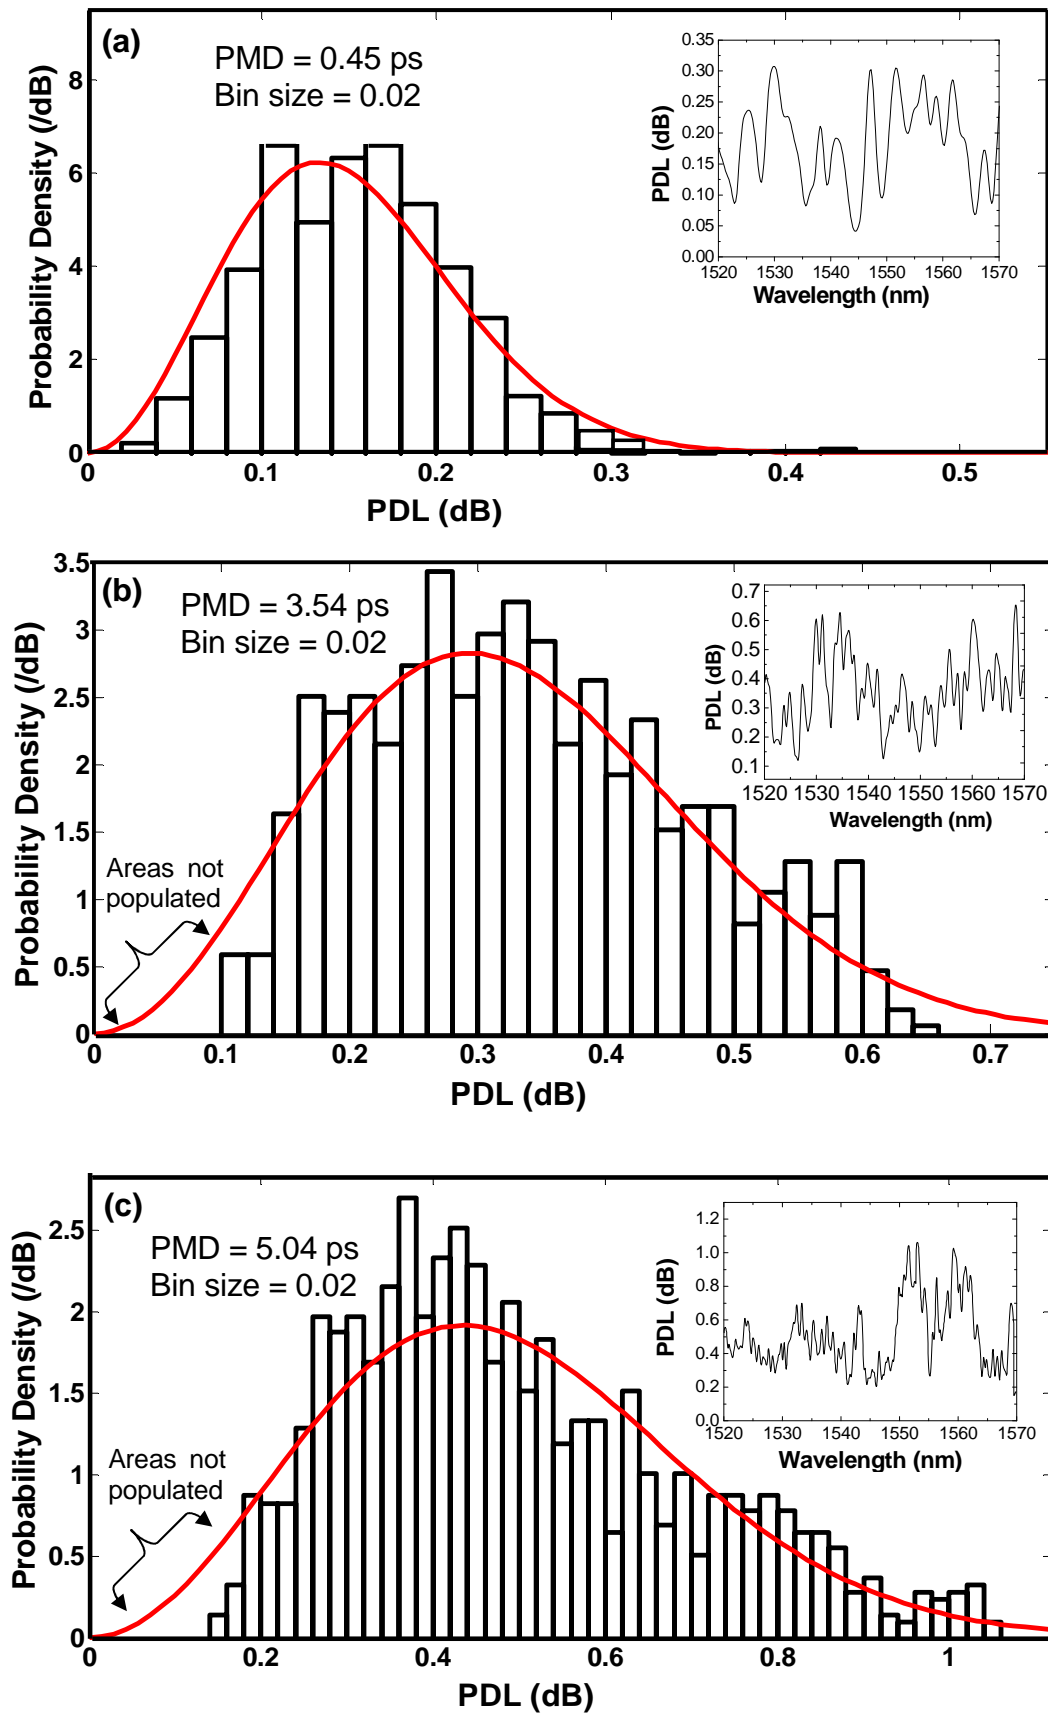 (a)
PMD = 0.45 ps
Bin size = 0.02
Probability Density (/dB)
8
6
4
2
0
0 0.1 0.2 0.3 0.4 0.5
PDL (dB)
PDL (dB)
0.35
0.30
0.25
0.20
0.15
0.10
0.05
0.00
1520 1530 1540 1550 1560 1570
Wavelength (nm)
(b)
PMD = 3.54 ps
Bin size = 0.02
Probability Density (/dB)
3.5
3
2.5
2
1.5
1
0.5
0
Areas not
populated
0 0.1 0.2 0.3 0.4 0.5 0.6 0.7
PDL (dB)
PDL (dB)
0.7
0.6
0.5
0.4
0.3
0.2
0.1
1520 1530 1540 1550 1560 1570
Wavelength (nm)
(c)
PMD = 5.04 ps
Bin size = 0.02
Probability Density (/dB)
2.5
2
1.5
1
0.5
0
Areas not
populated
0 0.2 0.4 0.6 0.8 1
PDL (dB)
PDL (dB)
1.2
1.0
0.8
0.6
0.4
0.2
0.0
1520 1530 1540 1550 1560 1570
Wavelength (nm)